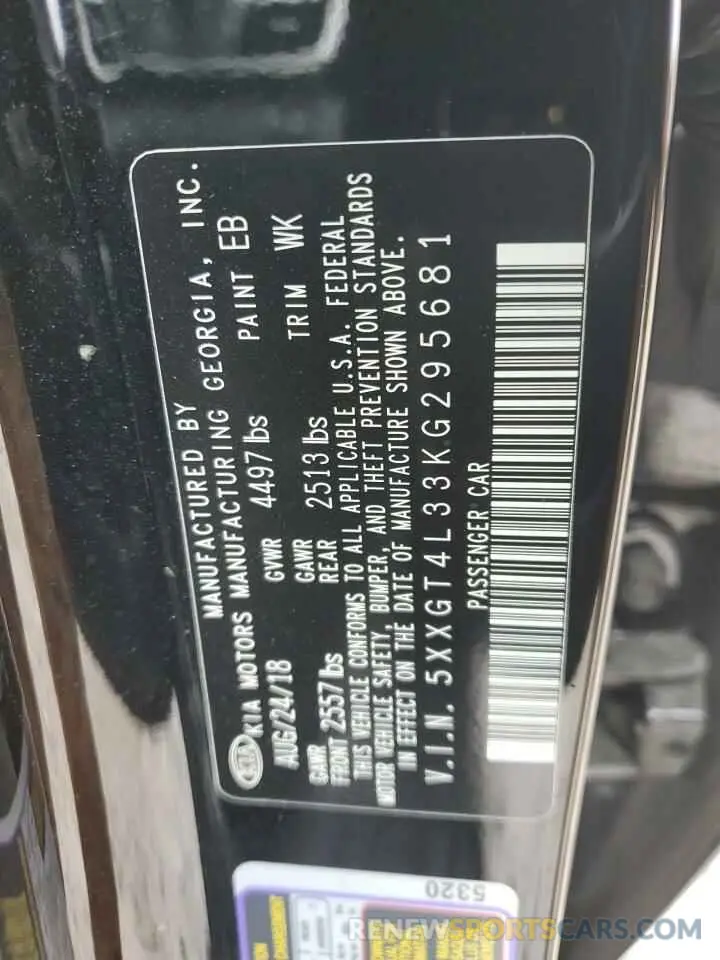 MANUFACTURED BY
KIA KIA MOTORS MANUFACTURING GEORGIA, INC.
AUG/24/18 GVWR 4497 lbs PAINT EB
GAWR FRONT 2557 lbs GAWR REAR 2513 lbs TRIM WK
THIS VEHICLE CONFORMS TO ALL APPLICABLE U.S.A. FEDERAL
MOTOR VEHICLE SAFETY, BUMPER, AND THEFT PREVENTION STANDARDS
IN EFFECT ON THE DATE OF MANUFACTURE SHOWN ABOVE.
V.I.N. 5XXGT4L33KG295681
PASSENGER CAR
5320
RENEWSPORTSCARS.COM